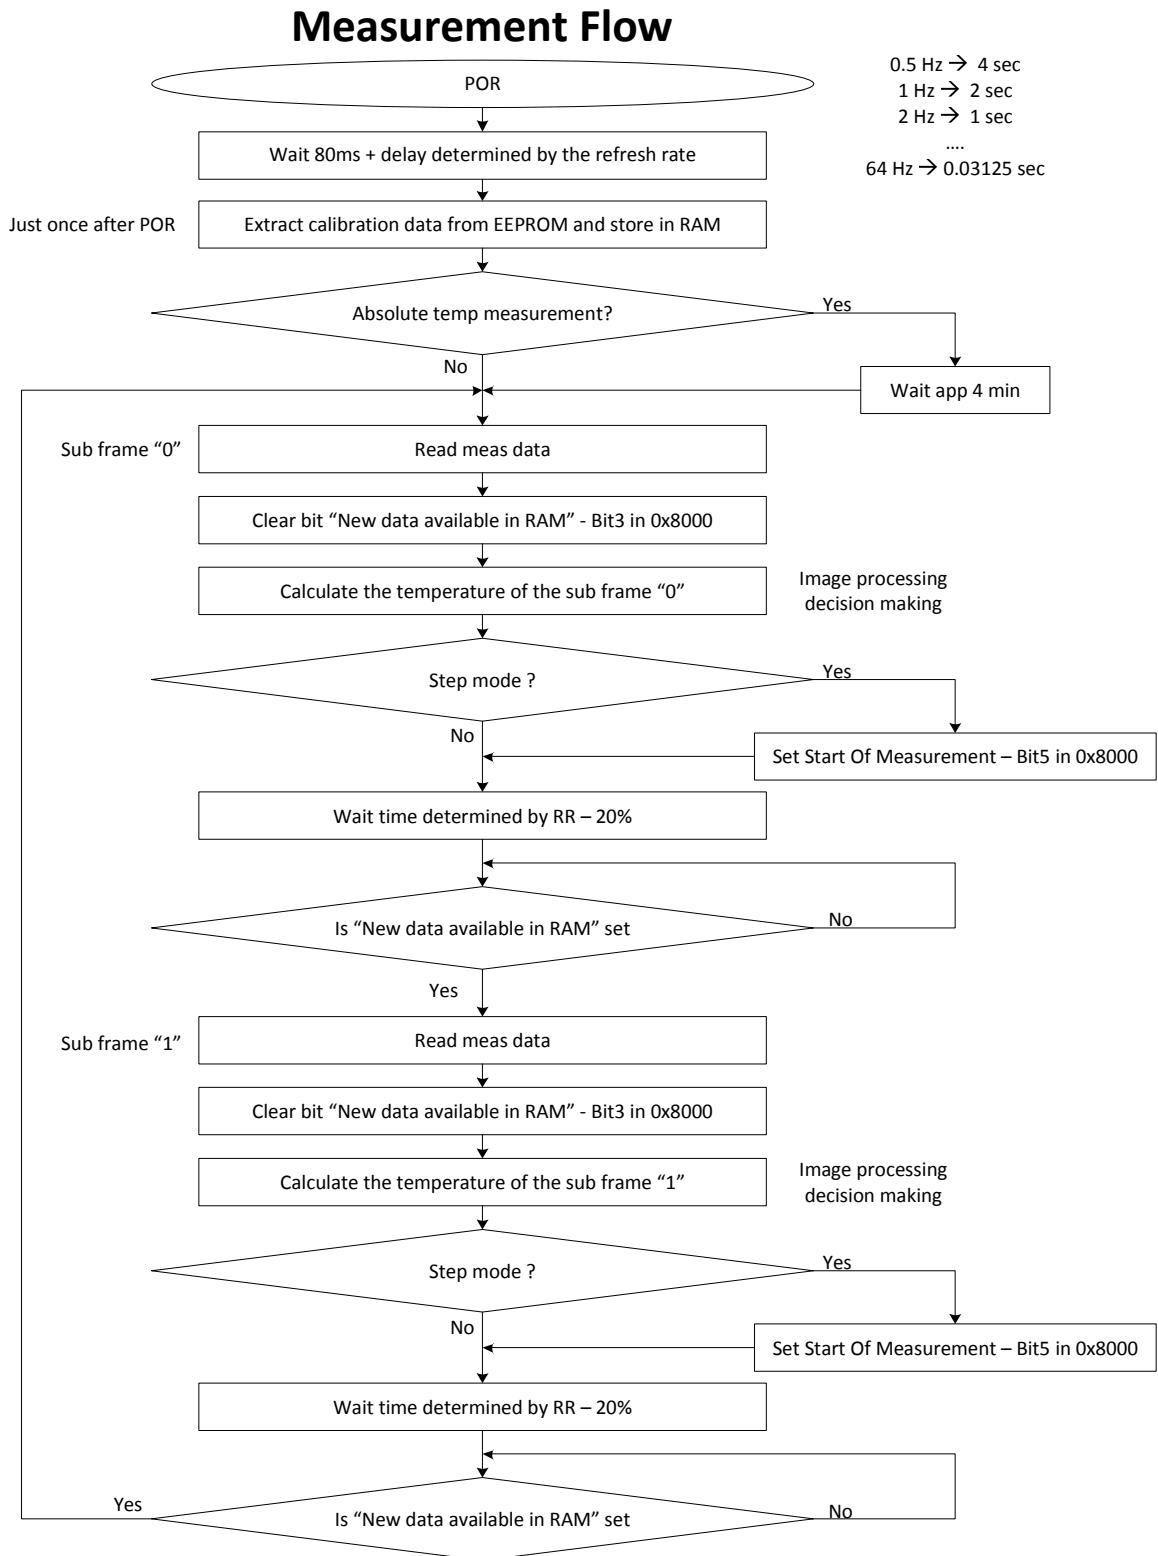 Measurement Flow
POR
0.5 Hz → 4 sec
1 Hz → 2 sec
2 Hz → 1 sec
....
64 Hz → 0.03125 sec
Wait 80ms + delay determined by the refresh rate
Just once after POR
Extract calibration data from EEPROM and store in RAM
Absolute temp measurement?
Yes
No
Wait app 4 min
Sub frame “0”
Read meas data
Clear bit “New data available in RAM” - Bit3 in 0x8000
Calculate the temperature of the sub frame “0”
Image processing
decision making
Step mode ?
Yes
No
Set Start Of Measurement – Bit5 in 0x8000
Wait time determined by RR – 20%
Is “New data available in RAM” set
No
Yes
Sub frame “1”
Read meas data
Clear bit “New data available in RAM” - Bit3 in 0x8000
Calculate the temperature of the sub frame “1”
Image processing
decision making
Step mode ?
Yes
No
Set Start Of Measurement – Bit5 in 0x8000
Wait time determined by RR – 20%
Yes
Is “New data available in RAM” set
No